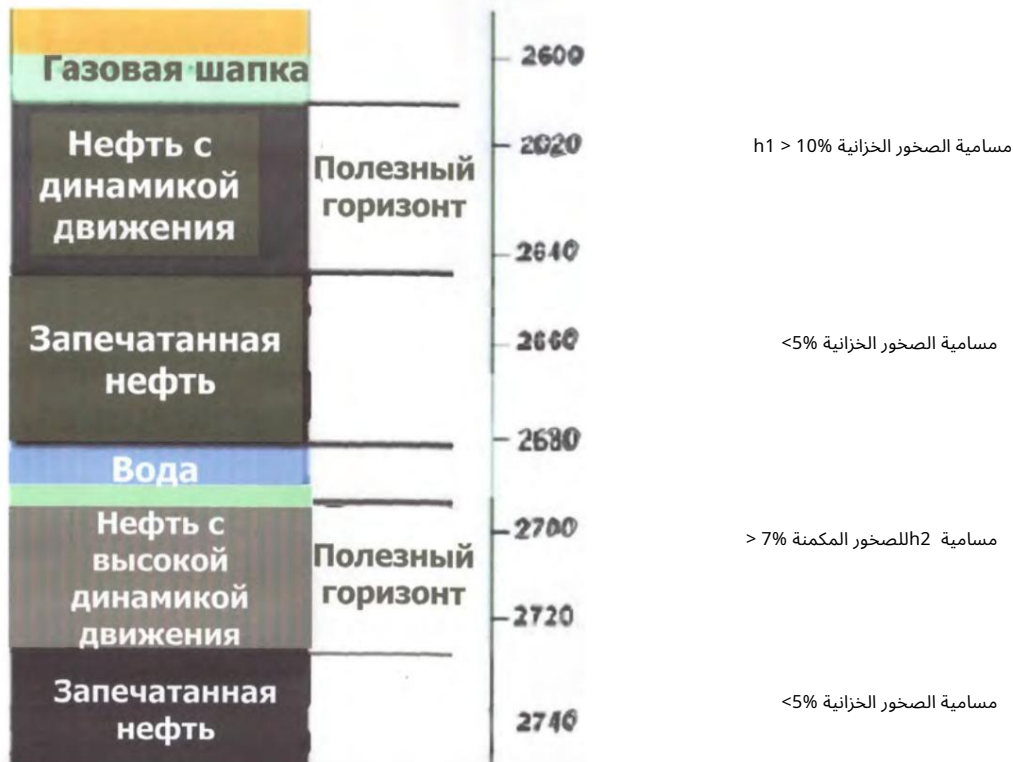 Газовая шапка
Нефть с
динамикой
движения
Полезный
горизонт
Запечатанная
нефть
Вода
Нефть с
высокой
динамикой
движения
Полезный
горизонт
Запечатанная
нефть
2600
2020
2640
2660
2680
2700
2720
2740
مسامية الصخور الخزانية %10 < h1
مسامية الصخور الخزانية %5>
مسامية h2للصخور المكمنة %7 <
مسامية الصخور الخزانية %5>